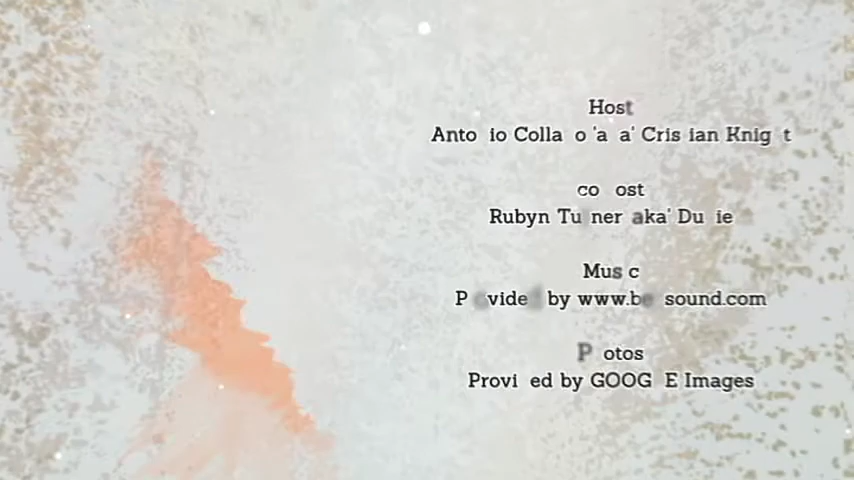 Host
Anto io Colla o 'a a' Cris ian Knig t
co ost
Rubyn Tu ner aka' Du ie
Mus c
P ovided by www.be sound.com
P otos
Provi ed by GOOG E Images